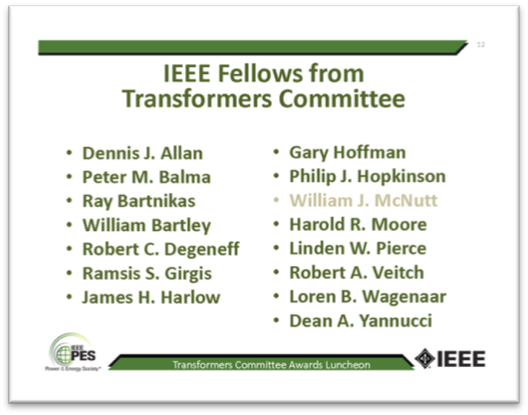 12
IEEE Fellows from
Transformers Committee
• Dennis J. Allan
• Peter M. Balma
• Ray Bartnikas
• William Bartley
• Robert C. Degeneff
• Ramsis S. Girgis
• James H. Harlow
• Gary Hoffman
• Philip J. Hopkinson
• William J. McNutt
• Harold R. Moore
• Linden W. Pierce
• Robert A. Veitch
• Loren B. Wagenaar
• Dean A. Yannucci
IEEE
PES
Power & Energy Society®
Transformers Committee Awards Luncheon
IEEE